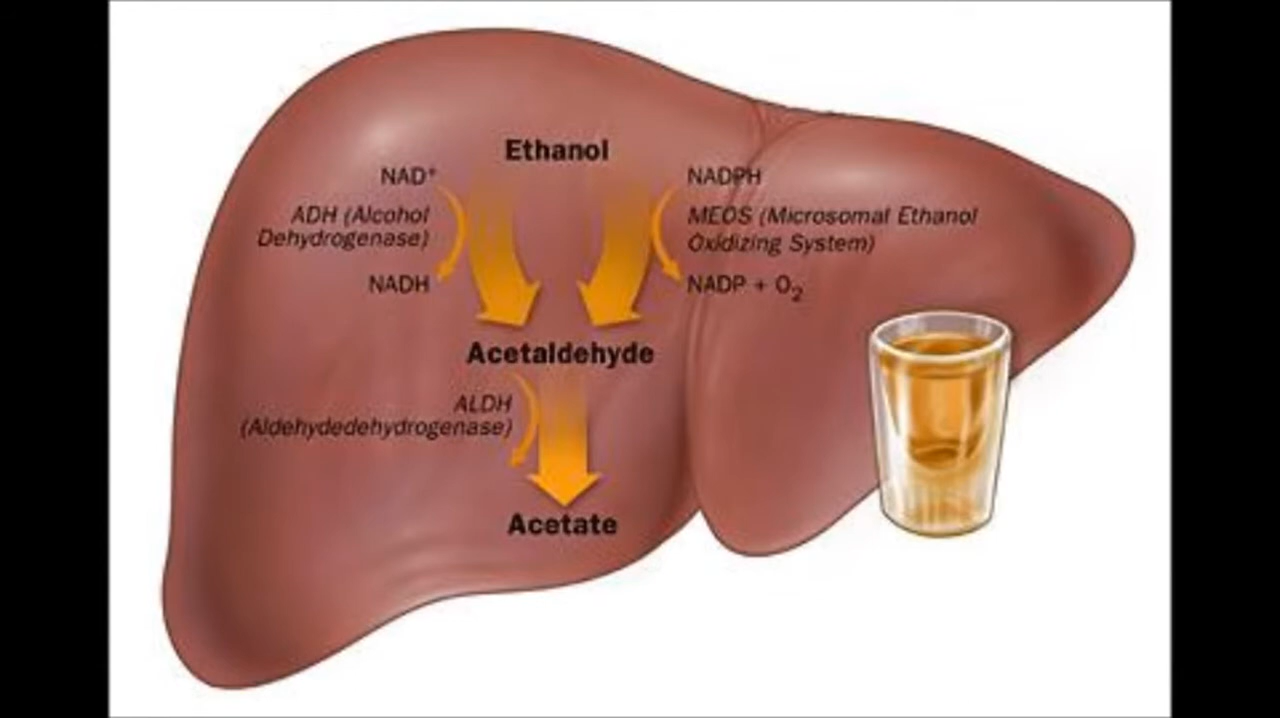 Ethanol
NAD⁺
ADH (Alcohol
Dehydrogenase)
NADH
NADPH
MEOS (Microsomal Ethanol
Oxidizing System)
NADP + O₂
Acetaldehyde
ALDH
(Aldehydedehydrogenase)
Acetate